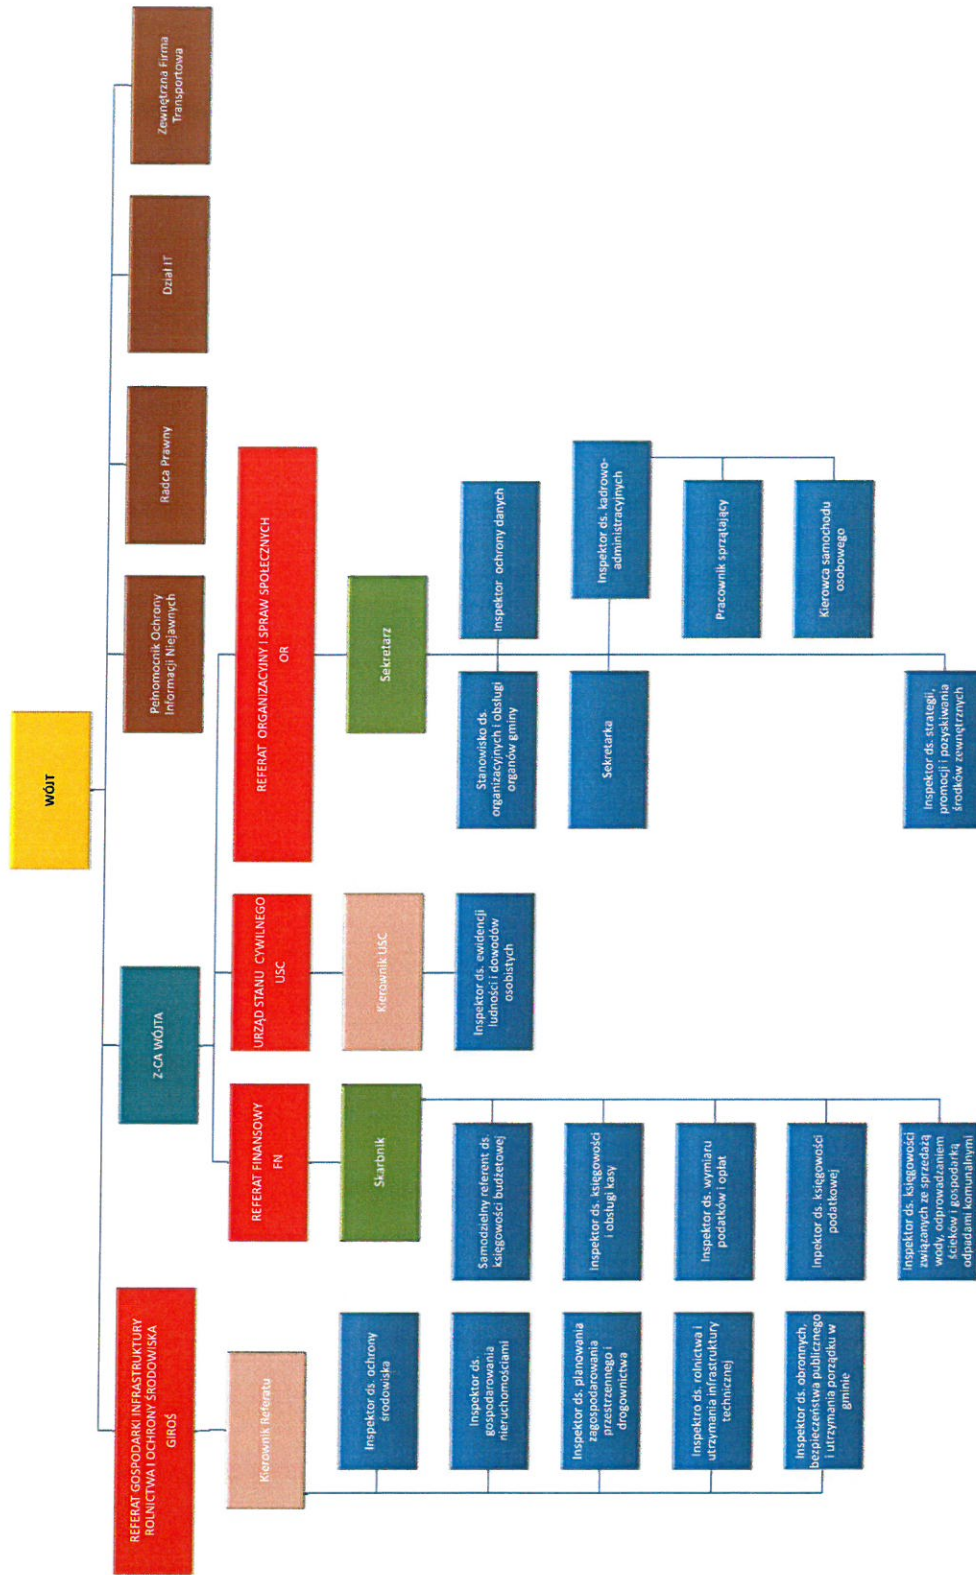 WÓJT
REFERAT GOSPODARKI INFRASTRUKTURY
ROLNICTWA I OCHRONY ŚRODOWISKA
GiROŚ
Z-CA WÓJTA
Pełnomocnik Ochrony
Informacji Niejawnych
Radca Prawny
Dział IT
Zewnętrzna Firma
Transportowa
Kierownik Referatu
REFERAT FINANSOWY
FN
URZĄD STANU CYWILNEGO
USC
REFERAT ORGANIZACYJNY I SPRAW SPOŁECZNYCH
OR
Inspektor ds. ochrony
środowiska
Inspektor ds.
gospodarowania
nieruchomościami
Inspektor ds. planowania
zagospodarowania
przestrzennego i
drogownictwa
Inspektro ds. rolnictwa i
utrzymania infrastruktury
technicznej
Inspektor ds. obronnych,
bezpieczeństwa publicznego
i utrzymania porządku w
gminie
Skarbnik
Samodzielny referent ds.
księgowości budżetowej
Inspektor ds. księgowości
i obsługi kasy
Inspektor ds. wymiaru
podatków i opłat
Inpektor ds. księgowości
podatkowej
Inspektor ds. księgowości
związanych ze sprzedażą
wody, odprowadzaniem
ścieków i gospodarką
odpadami komunalnymi
Kierownik USC
Inspektor ds. ewidencji
ludności i dowodów
osobistych
Sekretarz
Stanowisko ds.
organizacyjnych i obsługi
organów gminy
Inspektor ochrony danych
Sekretarka
Inspektor ds. kadrowo-
administracyjnych
Pracownik sprzątający
Kierowca samochodu
osobowego
Inspektor ds. strategii,
promocji i pozyskiwania
środków zewnętrznych